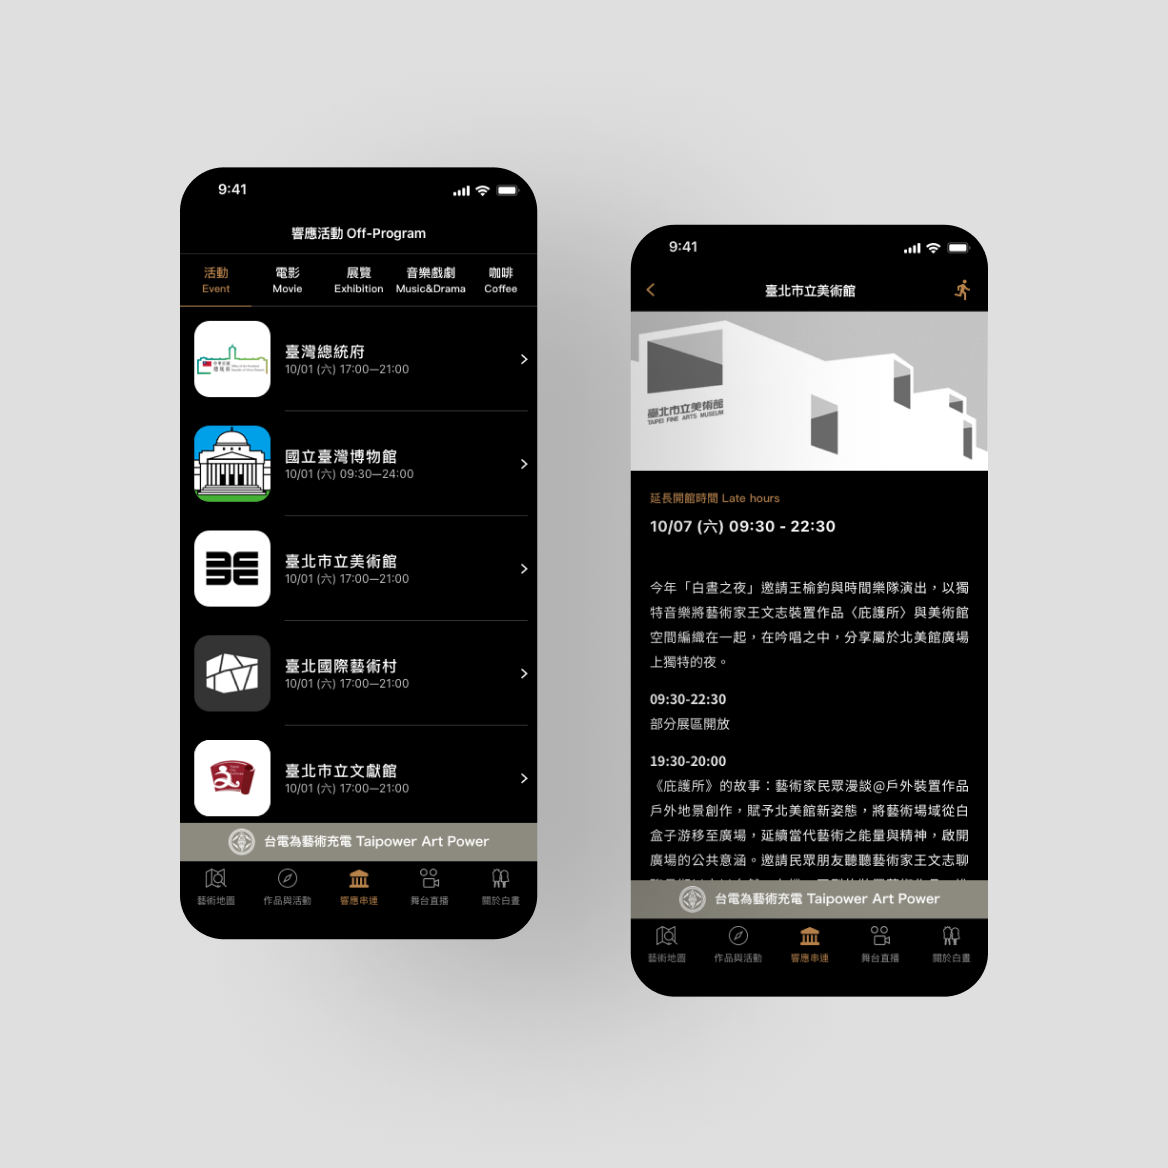 9:41
響應活動 Off-Program
活動 電影 展覽 音樂戲劇 咖啡
Event Movie Exhibition Music&Drama Coffee
中華民國
總統府
臺灣總統府
10/01 (六) 17:00—21:00
國立臺灣博物館
10/01 (六) 09:30—24:00
臺北市立美術館
10/01 (六) 17:00—21:00
臺北國際藝術村
10/01 (六) 17:00—21:00
臺北市立文獻館
10/01 (六) 17:00—21:00
台電為藝術充電 Taipower Art Power
藝術地圖 作品與活動 響應串連 舞台直播 關於白晝
9:41
臺北市立美術館
臺北市立美術館
TAIPEI FINE ARTS MUSEUM
延長開館時間 Late hours
10/07 (六) 09:30 - 22:30
今年「白晝之夜」邀請王榆鈞與時間樂隊演出，以獨
特音樂將藝術家王文志裝置作品〈庇護所〉與美術館
空間編織在一起，在吟唱之中，分享屬於北美館廣場
上獨特的夜。
09:30-22:30
部分展區開放
19:30-20:00
《庇護所》的故事：藝術家民眾漫談@戶外裝置作品
戶外地景創作，賦予北美館新姿態，將藝術場域從白
盒子游移至廣場，延續當代藝術之能量與精神，啟開
廣場的公共意涵。邀請民眾朋友聽聽藝術家王文志聊
台電為藝術充電 Taipower Art Power
藝術地圖 作品與活動 響應串連 舞台直播 關於白晝